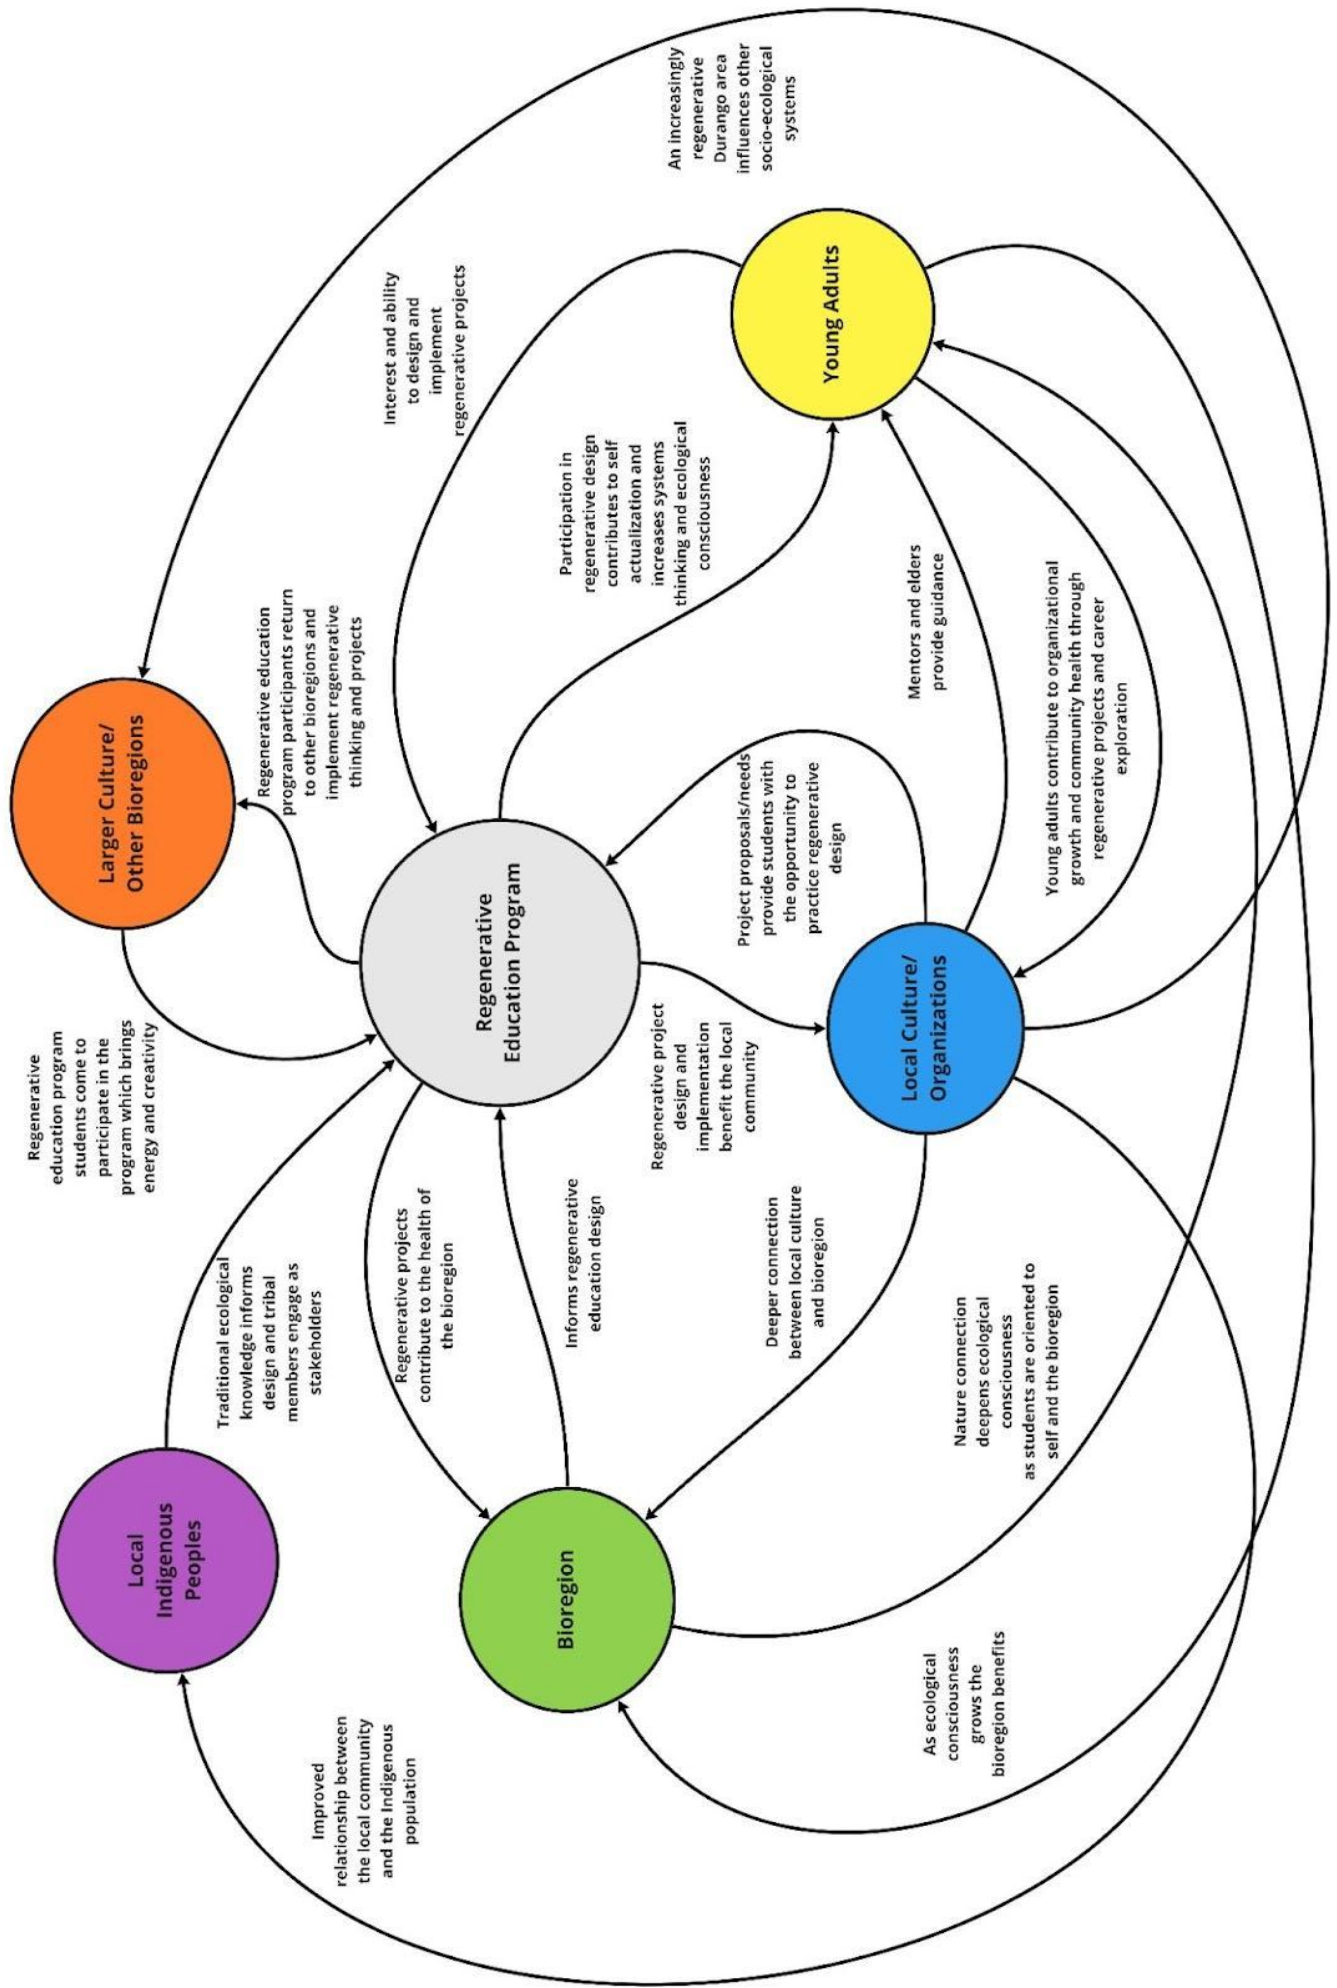 Regenerative
education program
students come to
participate in the
program which brings
energy and creativity
Local
Indigenous
Peoples
Larger Culture/
Other Bioregions
Traditional ecological
knowledge informs
design and tribal
members engage as
stakeholders
Regenerative education
program participants return
to other bioregions and
implement regenerative
thinking and projects
Improved
relationship between
the local community
and the Indigenous
population
Regenerative projects
contribute to the health of
the bioregion
Interest and ability
to design and
implement
regenerative projects
Regenerative
Education Program
Bioregion
Informs regenerative
education design
Participation in
regenerative design
contributes to self
actualization and
increases systems
thinking and ecological
consciousness
An increasingly
regenerative
Durango area
influences other
socio-ecological
systems
Regenerative project
design and
implementation
benefit the local
community
Project proposals/needs
provide students with
the opportunity to
practice regenerative
design
Deeper connection
between local culture
and bioregion
Young Adults
Local Culture/
Organizations
Mentors and elders
provide guidance
As ecological
consciousness
grows the
bioregion benefits
Nature connection
deepens ecological
consciousness
as students are oriented to
self and the bioregion
Young adults contribute to organizational
growth and community health through
regenerative projects and career
exploration